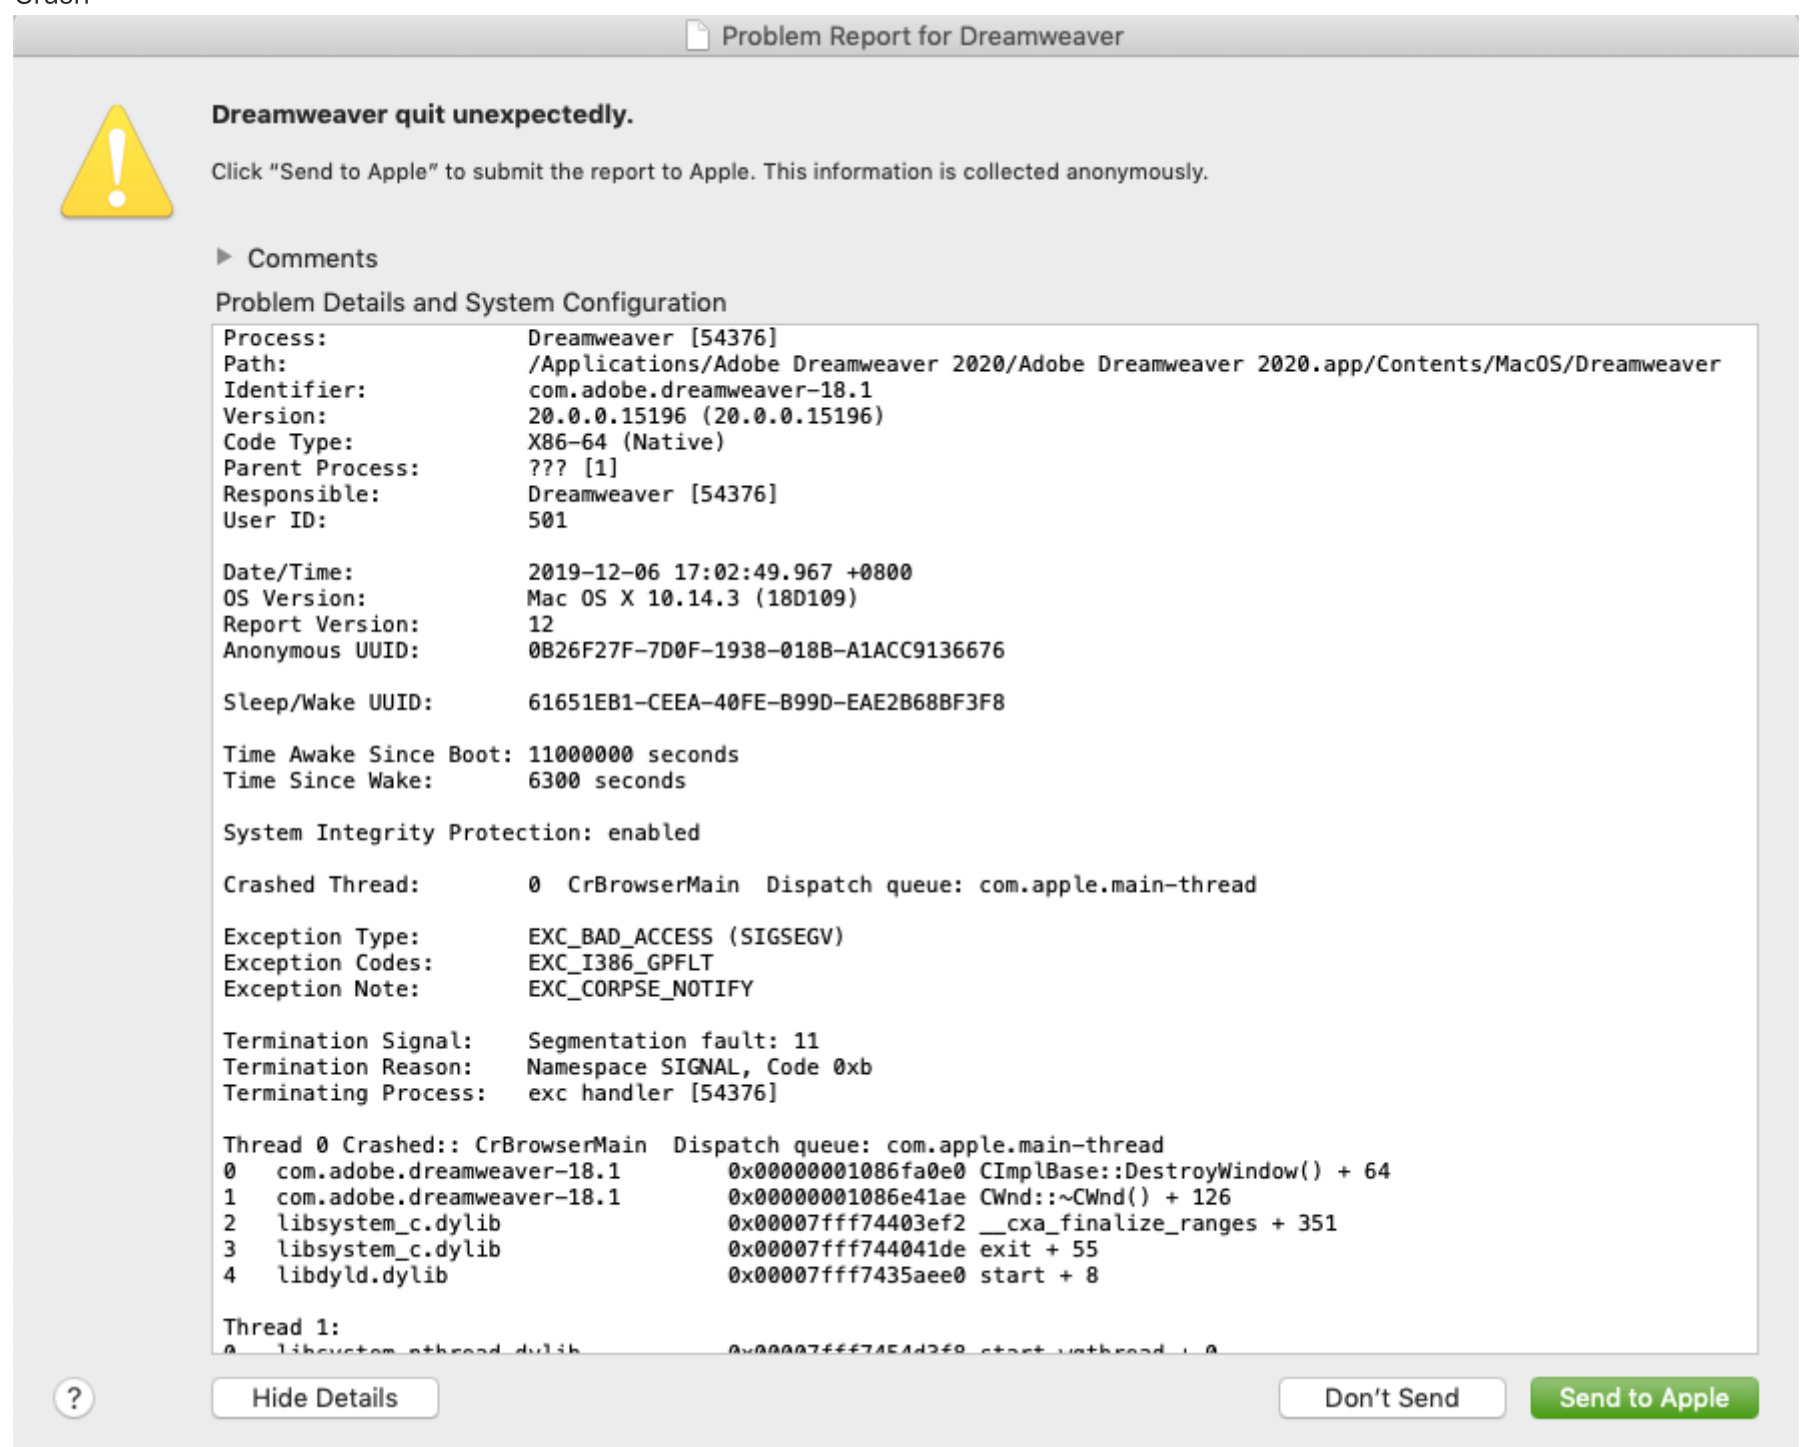 Crash
Problem Report for Dreamweaver
Dreamweaver quit unexpectedly.
Click “Send to Apple” to submit the report to Apple. This information is collected anonymously.
Comments
Problem Details and System Configuration
Process: Dreamweaver [54376]
Path: /Applications/Adobe Dreamweaver 2020/Adobe Dreamweaver 2020.app/Contents/MacOS/Dreamweaver
Identifier: com.adobe.dreamweaver-18.1
Version: 20.0.0.15196 (20.0.0.15196)
Code Type: X86-64 (Native)
Parent Process: ??? [1]
Responsible: Dreamweaver [54376]
User ID: 501
Date/Time: 2019-12-06 17:02:49.967 +0800
OS Version: Mac OS X 10.14.3 (18D109)
Report Version: 12
Anonymous UUID: 0B26F27F-7D0F-1938-018B-A1ACC9136676
Sleep/Wake UUID: 61651EB1-CEEA-40FE-B99D-EAE2B68BF3F8
Time Awake Since Boot: 11000000 seconds
Time Since Wake: 6300 seconds
System Integrity Protection: enabled
Crashed Thread: 0 CrBrowserMain Dispatch queue: com.apple.main-thread
Exception Type: EXC_BAD_ACCESS (SIGSEGV)
Exception Codes: EXC_I386_GPFLT
Exception Note: EXC_CORPSE_NOTIFY
Termination Signal: Segmentation fault: 11
Termination Reason: Namespace SIGNAL, Code 0xb
Terminating Process: exc handler [54376]
Thread 0 Crashed:: CrBrowserMain Dispatch queue: com.apple.main-thread
0 com.adobe.dreamweaver-18.1 0x00000001086fa0e0 CImplBase::DestroyWindow() + 64
1 com.adobe.dreamweaver-18.1 0x00000001086e41ae CWnd::~CWnd() + 126
2 libsystem_c.dylib 0x00007fff74403ef2 __cxa_finalize_ranges + 351
3 libsystem_c.dylib 0x00007fff744041de exit + 55
4 libdyld.dylib 0x00007fff7435aee0 start + 8
Thread 1:
0 libsystem_pthread.dylib 0x00007fff7454d3f8 start_wqthread + 0
?
Hide Details
Don’t Send
Send to Apple